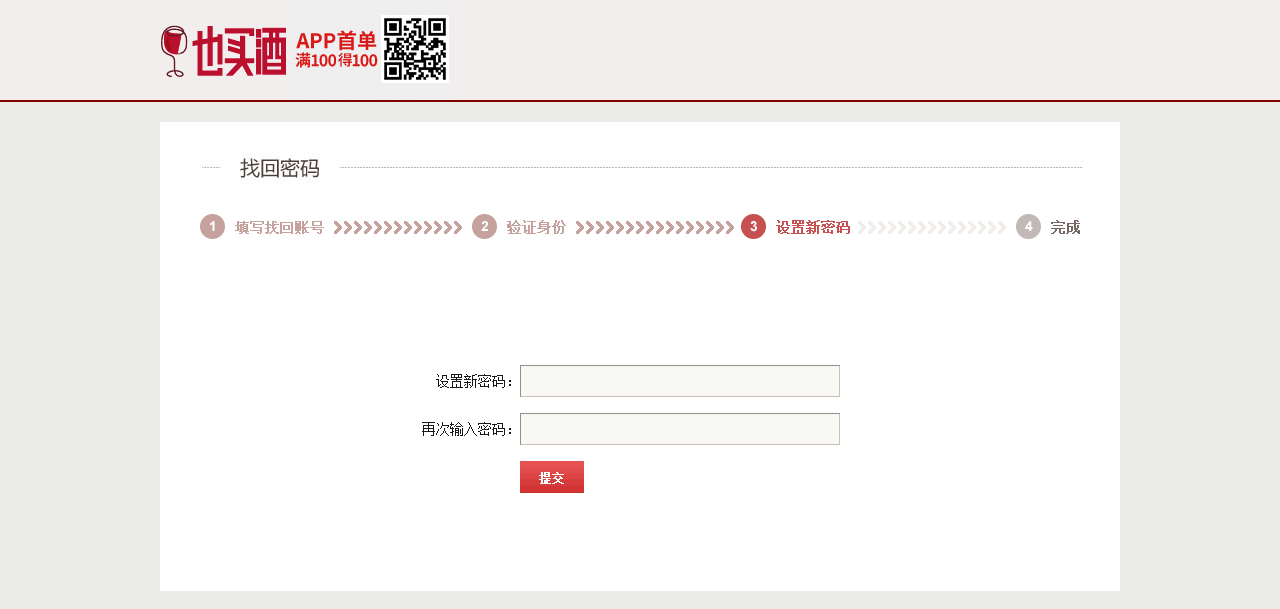 也买酒
APP首单
满100得100
找回密码
1 填写找回账号
2 验证身份
3 设置新密码
4 完成
设置新密码：
再次输入密码：
提交